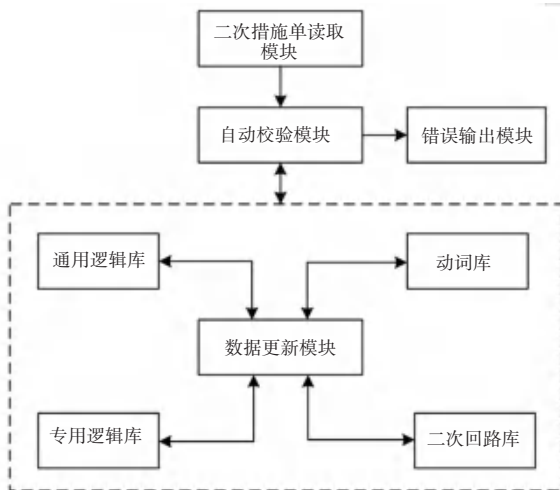 二次措施单读取
模块
自动校验模块
错误输出模块
通用逻辑库
动词库
数据更新模块
专用逻辑库
二次回路库